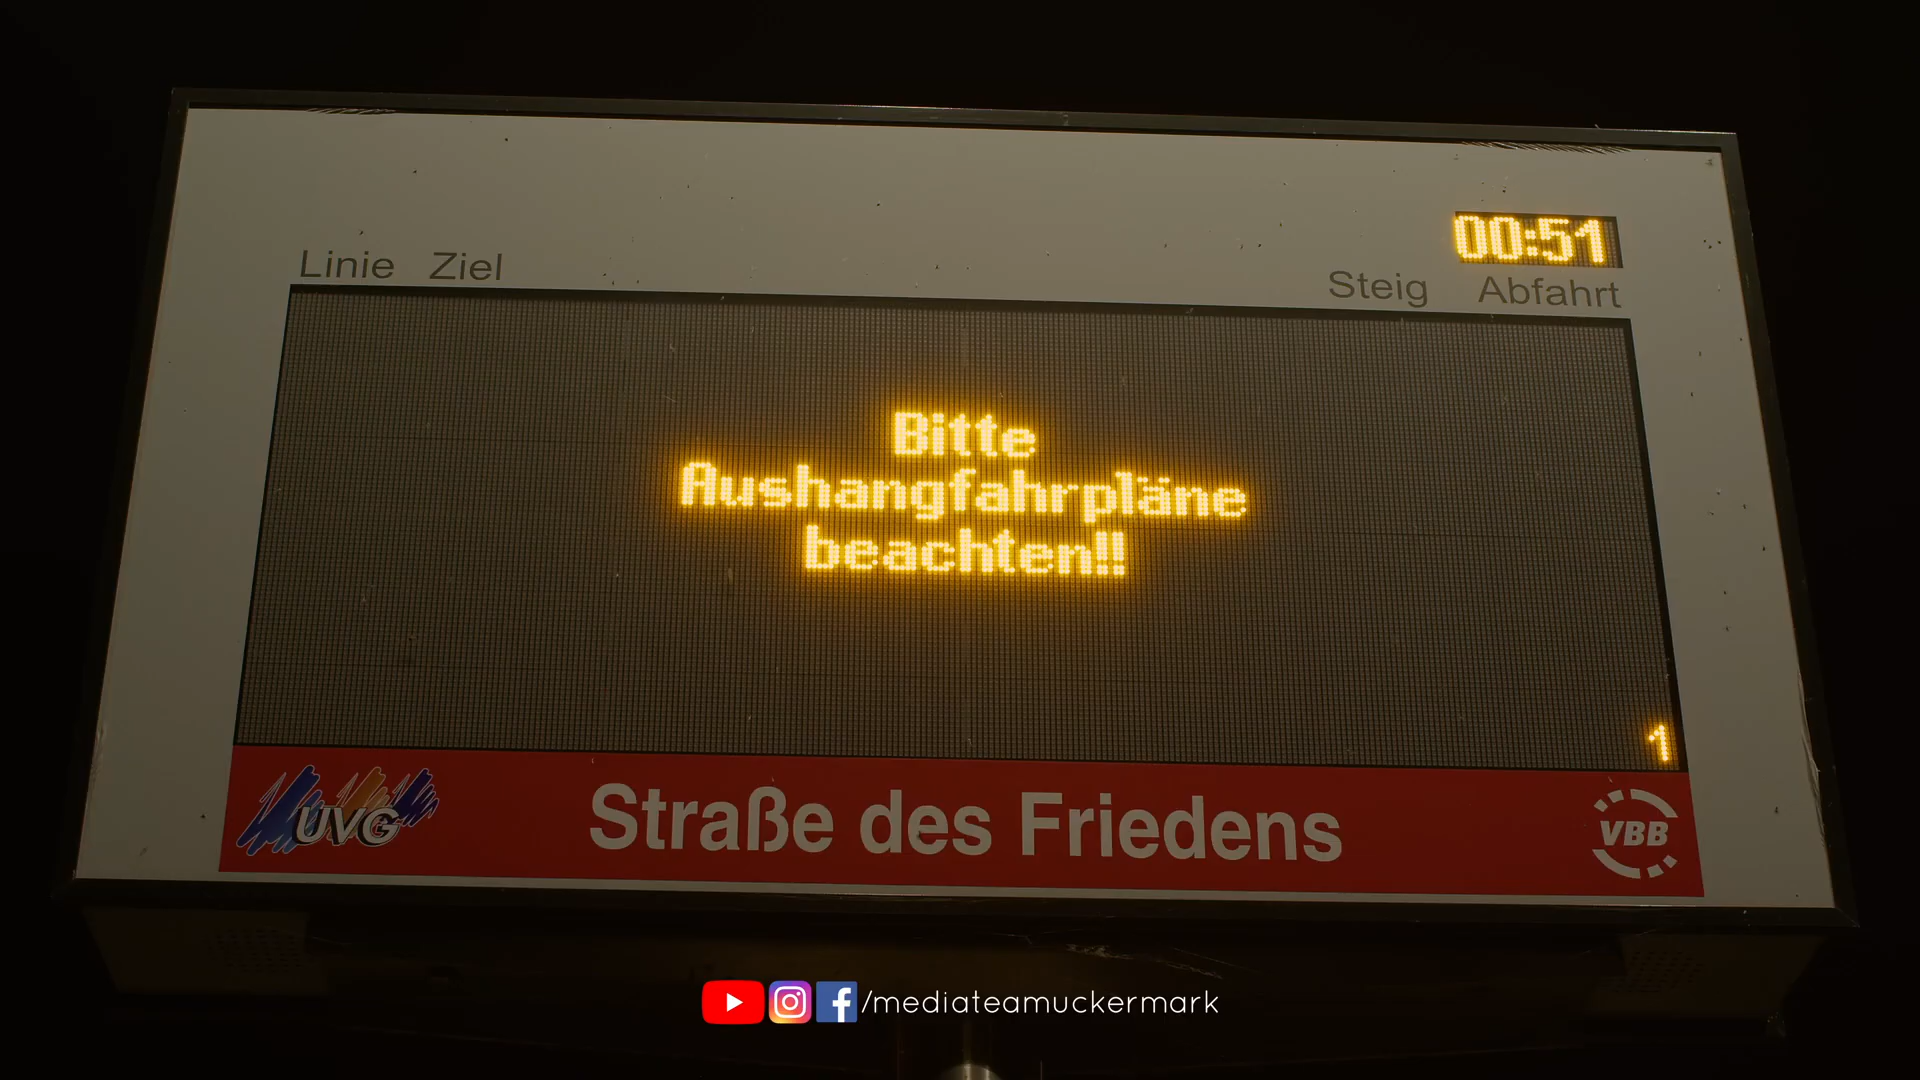 00:51
Linie Ziel Steig Abfahrt
Bitte
Aushangfahrpläne
beachten!!
1
UVG Straße des Friedens VBB
/mediateamuckermark